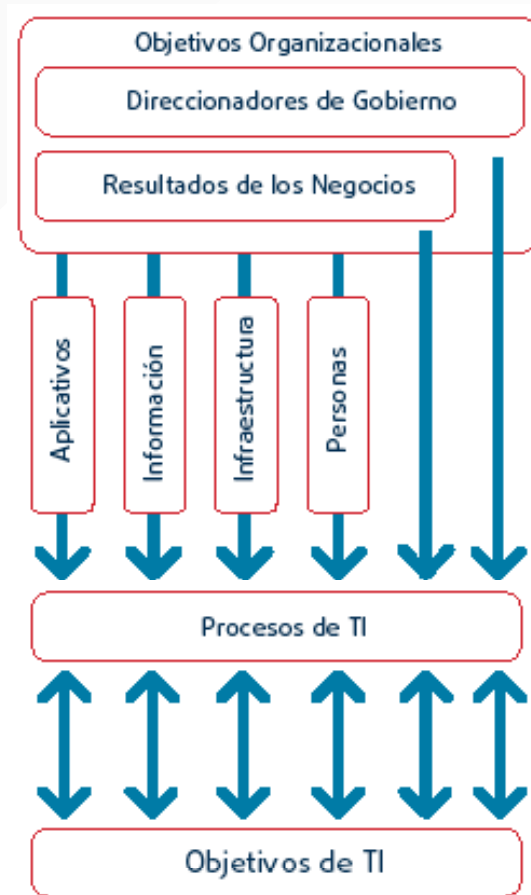 Objetivos Organizacionales
Direccionadores de Gobierno
Resultados de los Negocios
Aplicativos
Información
Infraestructura
Personas
Procesos de TI
Objetivos de TI